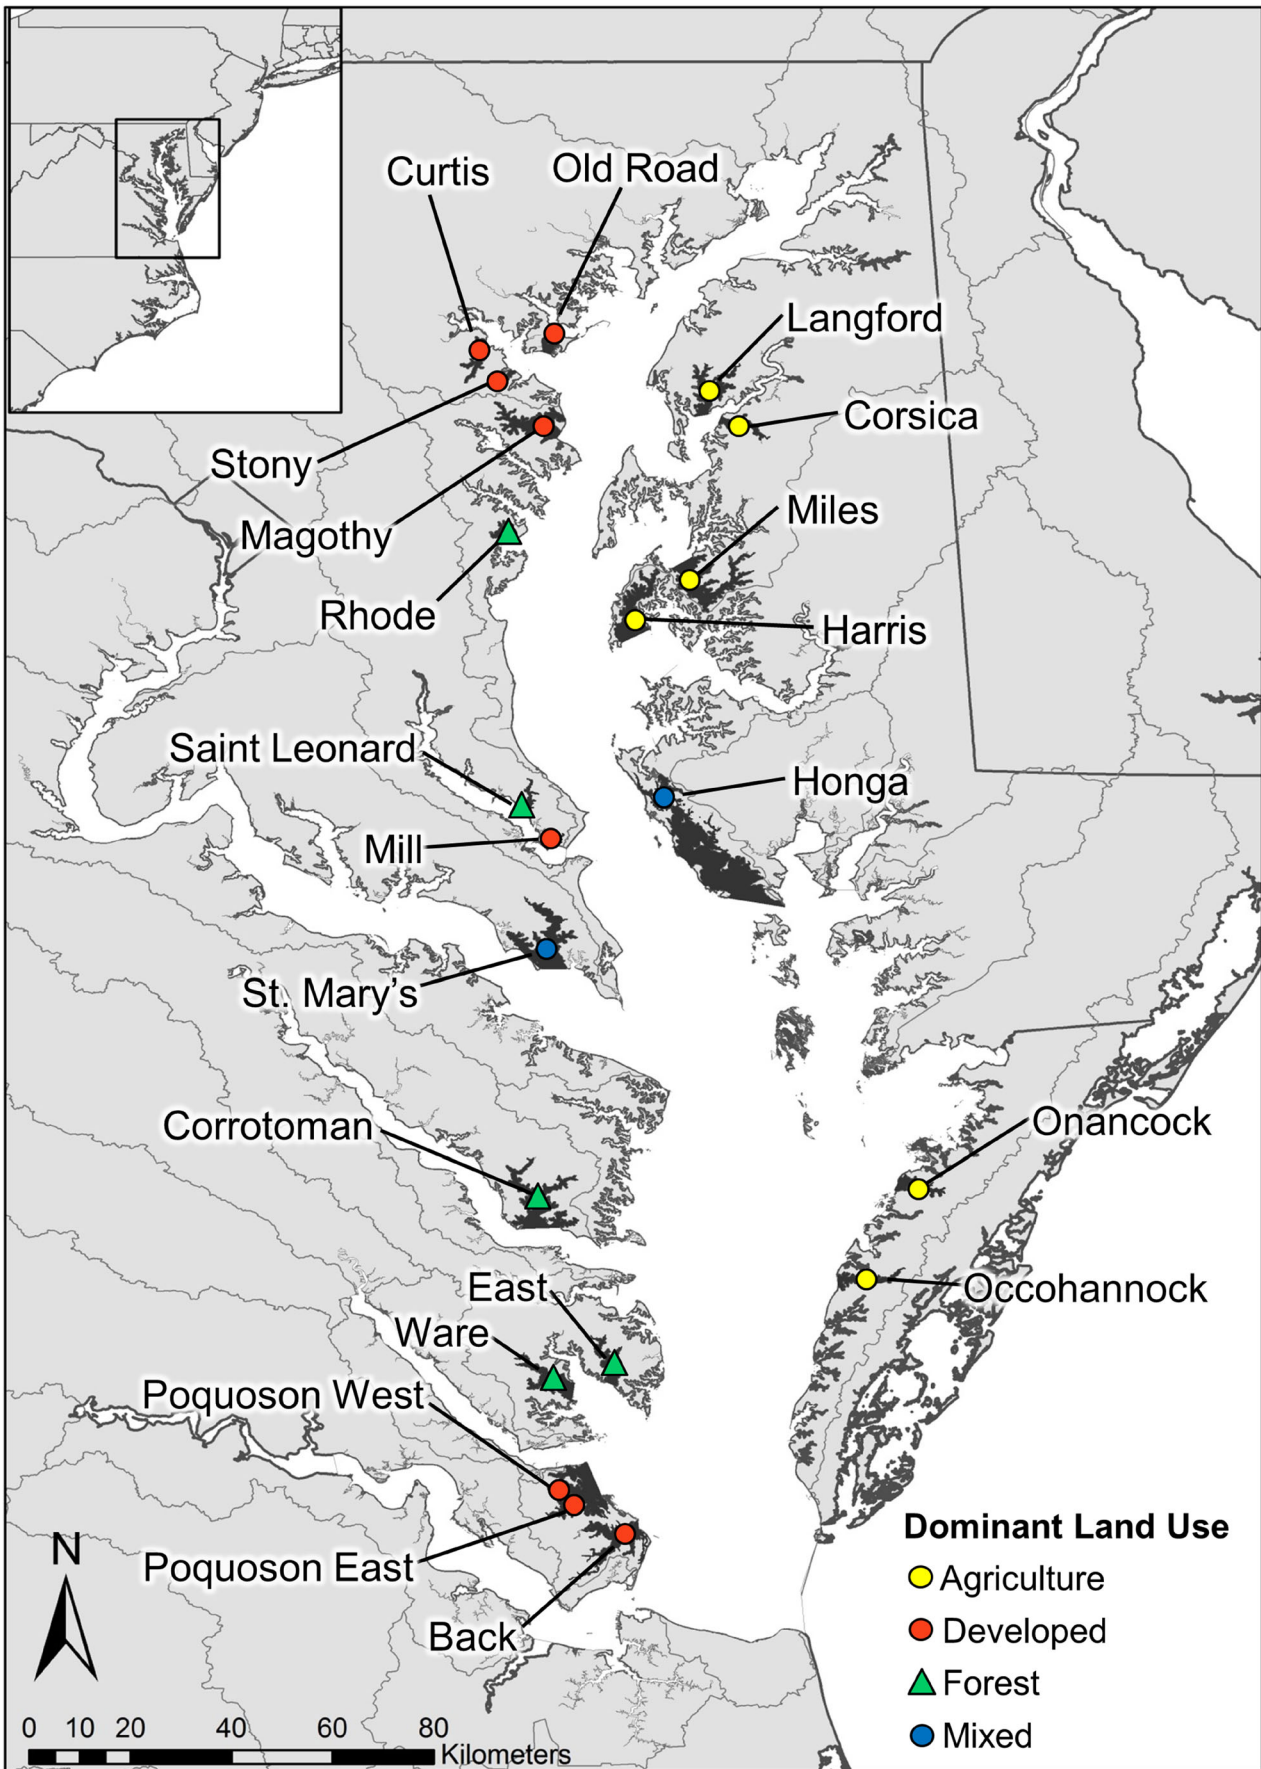 Curtis
Old Road
Langford
Corsica
Stony
Magothy
Miles
Rhode
Harris
Saint Leonard
Honga
Mill
St. Mary’s
Corrotoman
Onancock
East
Occohannock
Ware
Poquoson West
Poquoson East
Back
Dominant Land Use
Agriculture
Developed
Forest
Mixed
N
0 10 20 40 60 80
Kilometers